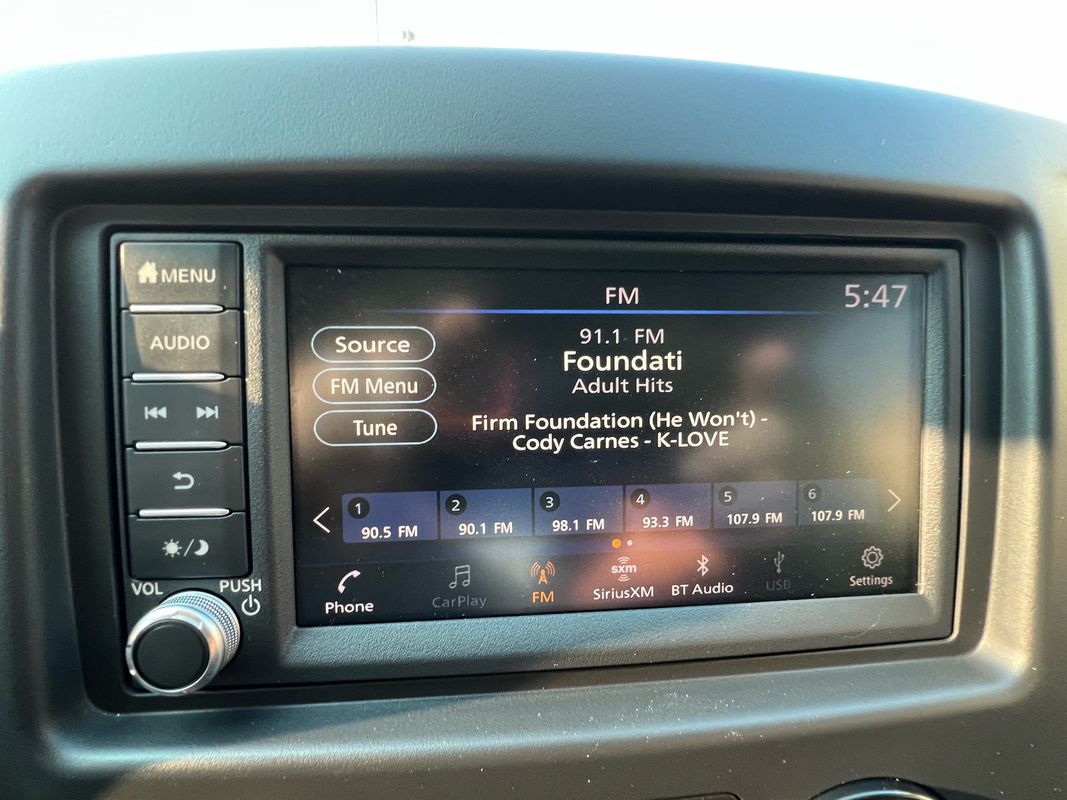 MENU
AUDIO
VOL
PUSH
FM
5:47
Source
FM Menu
Tune
91.1 FM
Foundati
Adult Hits
Firm Foundation (He Won't) -
Cody Carnes - K-LOVE
1 90.5 FM
2 90.1 FM
3 98.1 FM
4 93.3 FM
5 107.9 FM
6 107.9 FM
Phone
CarPlay
FM
sxm
SiriusXM
BT Audio
USB
Settings